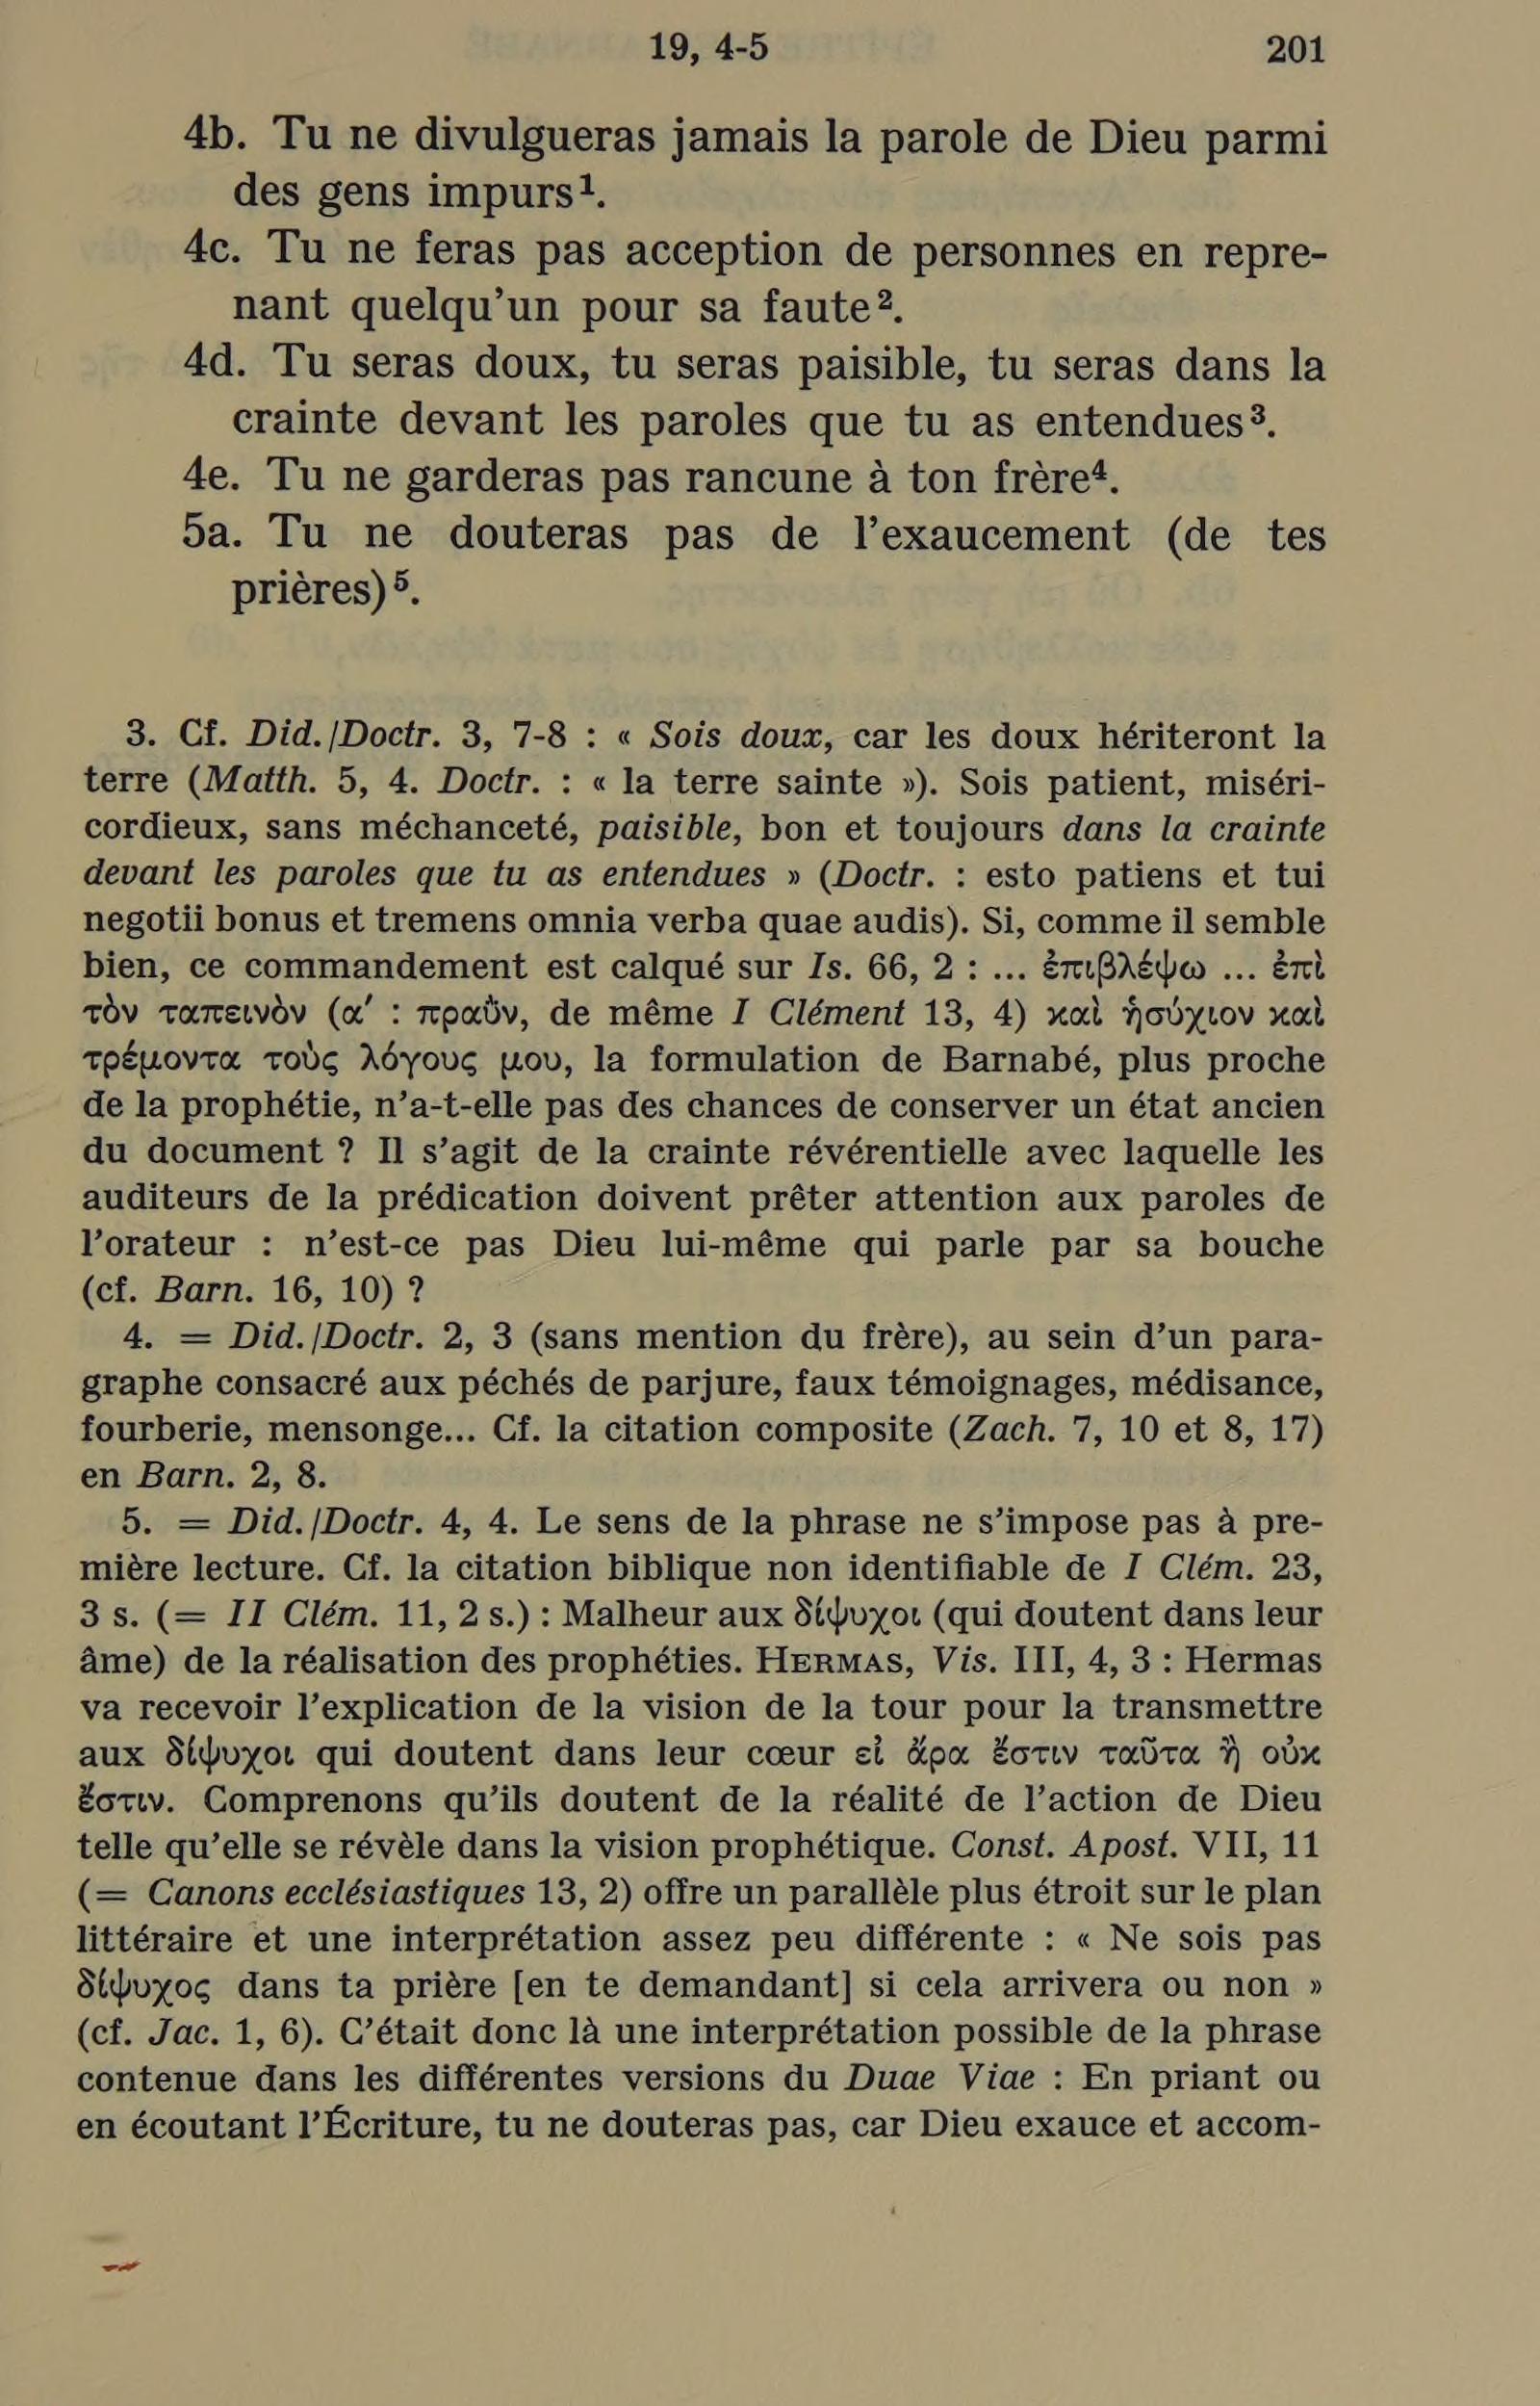 19, 4-5 201
4b. Tu ne divulgueras jamais la parole de Dieu parmi
des gens impurs¹.
4c. Tu ne feras pas acception de personnes en repre-
nant quelqu’un pour sa faute².
4d. Tu seras doux, tu seras paisible, tu seras dans la
crainte devant les paroles que tu as entendues³.
4e. Tu ne garderas pas rancune à ton frère⁴.
5a. Tu ne douteras pas de l’exaucement (de tes
prières)⁵.
3. Cf. Did./Doctr. 3, 7-8 : « Sois doux, car les doux hériteront la
terre (Matth. 5, 4. Doctr. : « la terre sainte »). Sois patient, miséri-
cordieux, sans méchanceté, paisible, bon et toujours dans la crainte
devant les paroles que tu as entendues » (Doctr. : esto patiens et tui
negotii bonus et tremens omnia verba quae audis). Si, comme il semble
bien, ce commandement est calqué sur Is. 66, 2 : ... ἐπιβλέψω ... ἐπὶ
τὸν ταπεινὸν (α′ : πραΰν, de même I Clément 13, 4) καὶ ἡσύχιον καὶ
τρέμοντα τοὺς λόγους μου, la formulation de Barnabé, plus proche
de la prophétie, n’a-t-elle pas des chances de conserver un état ancien
du document ? Il s’agit de la crainte révérentielle avec laquelle les
auditeurs de la prédication doivent prêter attention aux paroles de
l’orateur : n’est-ce pas Dieu lui-même qui parle par sa bouche
(cf. Barn. 16, 10) ?
4. = Did./Doctr. 2, 3 (sans mention du frère), au sein d’un para-
graphe consacré aux péchés de parjure, faux témoignages, médisance,
fourberie, mensonge... Cf. la citation composite (Zach. 7, 10 et 8, 17)
en Barn. 2, 8.
5. = Did./Doctr. 4, 4. Le sens de la phrase ne s’impose pas à pre-
mière lecture. Cf. la citation biblique non identifiable de I Clém. 23,
3 s. (= II Clém. 11, 2 s.) : Malheur aux δίψυχοι (qui doutent dans leur
âme) de la réalisation des prophéties. HERMAS, Vis. III, 4, 3 : Hermas
va recevoir l’explication de la vision de la tour pour la transmettre
aux δίψυχοι qui doutent dans leur cœur εἰ ἄρα ἔστιν ταῦτα ἢ οὐκ
ἔστιν. Comprenons qu’ils doutent de la réalité de l’action de Dieu
telle qu’elle se révèle dans la vision prophétique. Const. Apost. VII, 11
(= Canons ecclésiastiques 13, 2) offre un parallèle plus étroit sur le plan
littéraire et une interprétation assez peu différente : « Ne sois pas
δίψυχος dans ta prière [en te demandant] si cela arrivera ou non »
(cf. Jac. 1, 6). C’était donc là une interprétation possible de la phrase
contenue dans les différentes versions du Duae Viae : En priant ou
en écoutant l’Écriture, tu ne douteras pas, car Dieu exauce et accom-